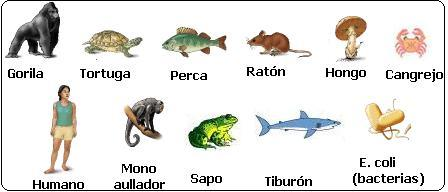 Gorila
Tortuga
Perca
Ratón
Hongo
Cangrejo
Humano
Mono
aullador
Sapo
Tiburón
E. coli
(bacterias)